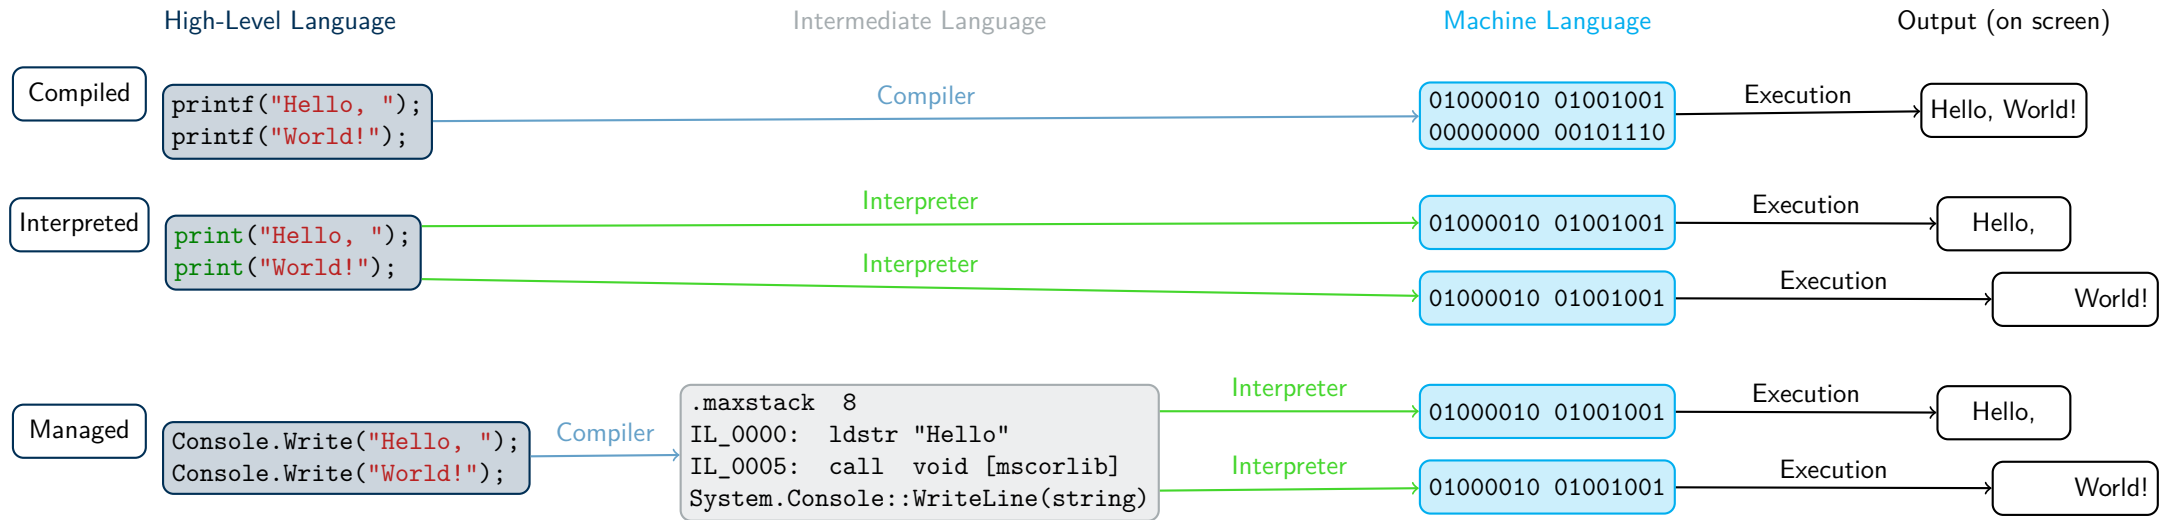 High-Level Language
Intermediate Language
Machine Language
Output (on screen)
Compiled
printf("Hello, ");
printf("World!");
Compiler
01000010 01001001
00000000 00101110
Execution
Hello, World!
Interpreted
print("Hello, ");
print("World!");
Interpreter
01000010 01001001
Execution
Hello,
Interpreter
01000010 01001001
Execution
World!
Managed
Console.Write("Hello, ");
Console.Write("World!");
Compiler
.maxstack  8
IL_0000:  ldstr "Hello"
IL_0005:  call  void [mscorlib]
System.Console::WriteLine(string)
Interpreter
01000010 01001001
Execution
Hello,
Interpreter
01000010 01001001
Execution
World!